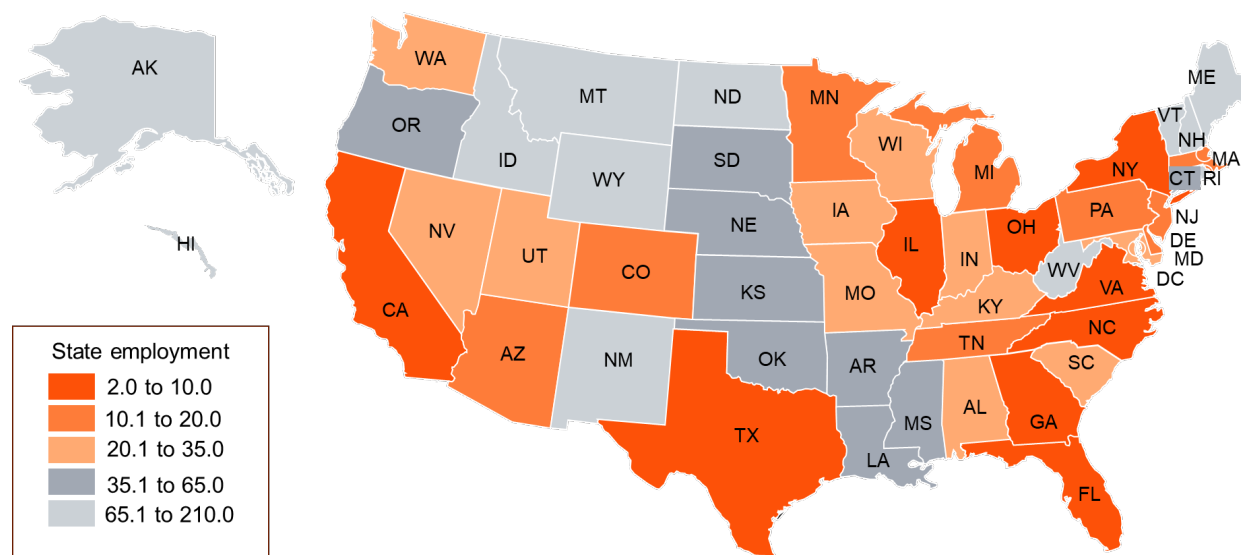 AK
WA
MT
ND
MN
ME
VT
NH
OR
ID
SD
WI
MI
NY
MA
CT
RI
WY
HI
NV
UT
CO
NE
IA
IL
IN
OH
PA
NJ
DE
MD
DC
WV
VA
CA
KS
MO
KY
NC
TN
AZ
NM
OK
AR
SC
TX
LA
MS
AL
GA
FL
State employment
2.0 to 10.0
10.1 to 20.0
20.1 to 35.0
35.1 to 65.0
65.1 to 210.0